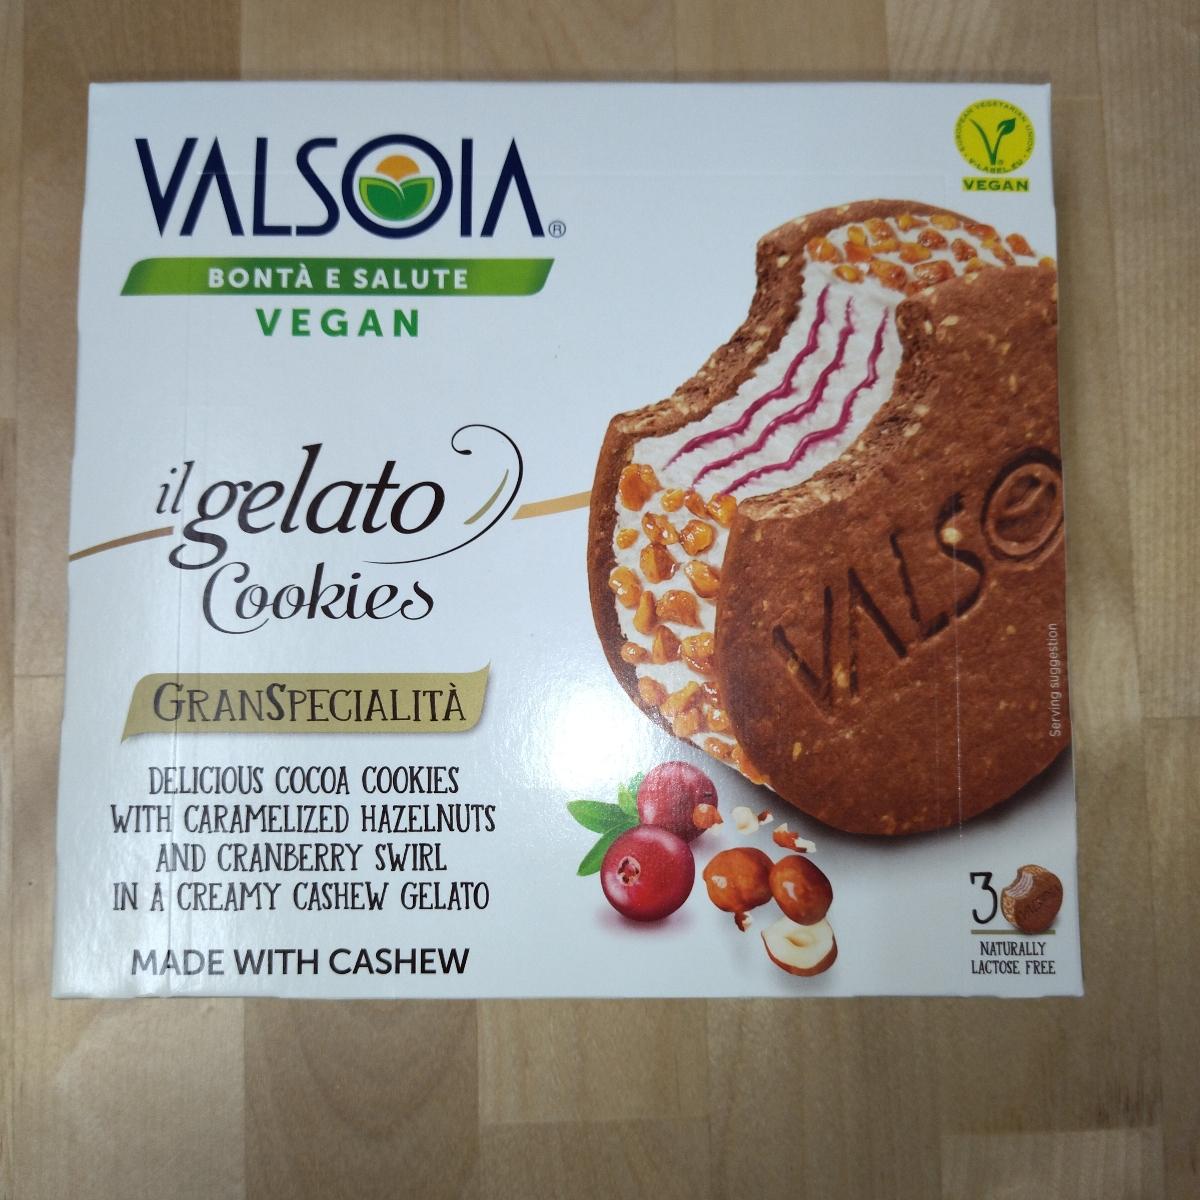 VALSOIA®
BONTÀ E SALUTE
VEGAN
EUROPEAN VEGETARIAN UNION
V-LABEL.EU
VEGAN
il gelato
Cookies
GRANSPECIALITÀ
DELICIOUS COCOA COOKIES
WITH CARAMELIZED HAZELNUTS
AND CRANBERRY SWIRL
IN A CREAMY CASHEW GELATO
MADE WITH CASHEW
VALSO
Serving suggestion
3
NATURALLY
LACTOSE FREE